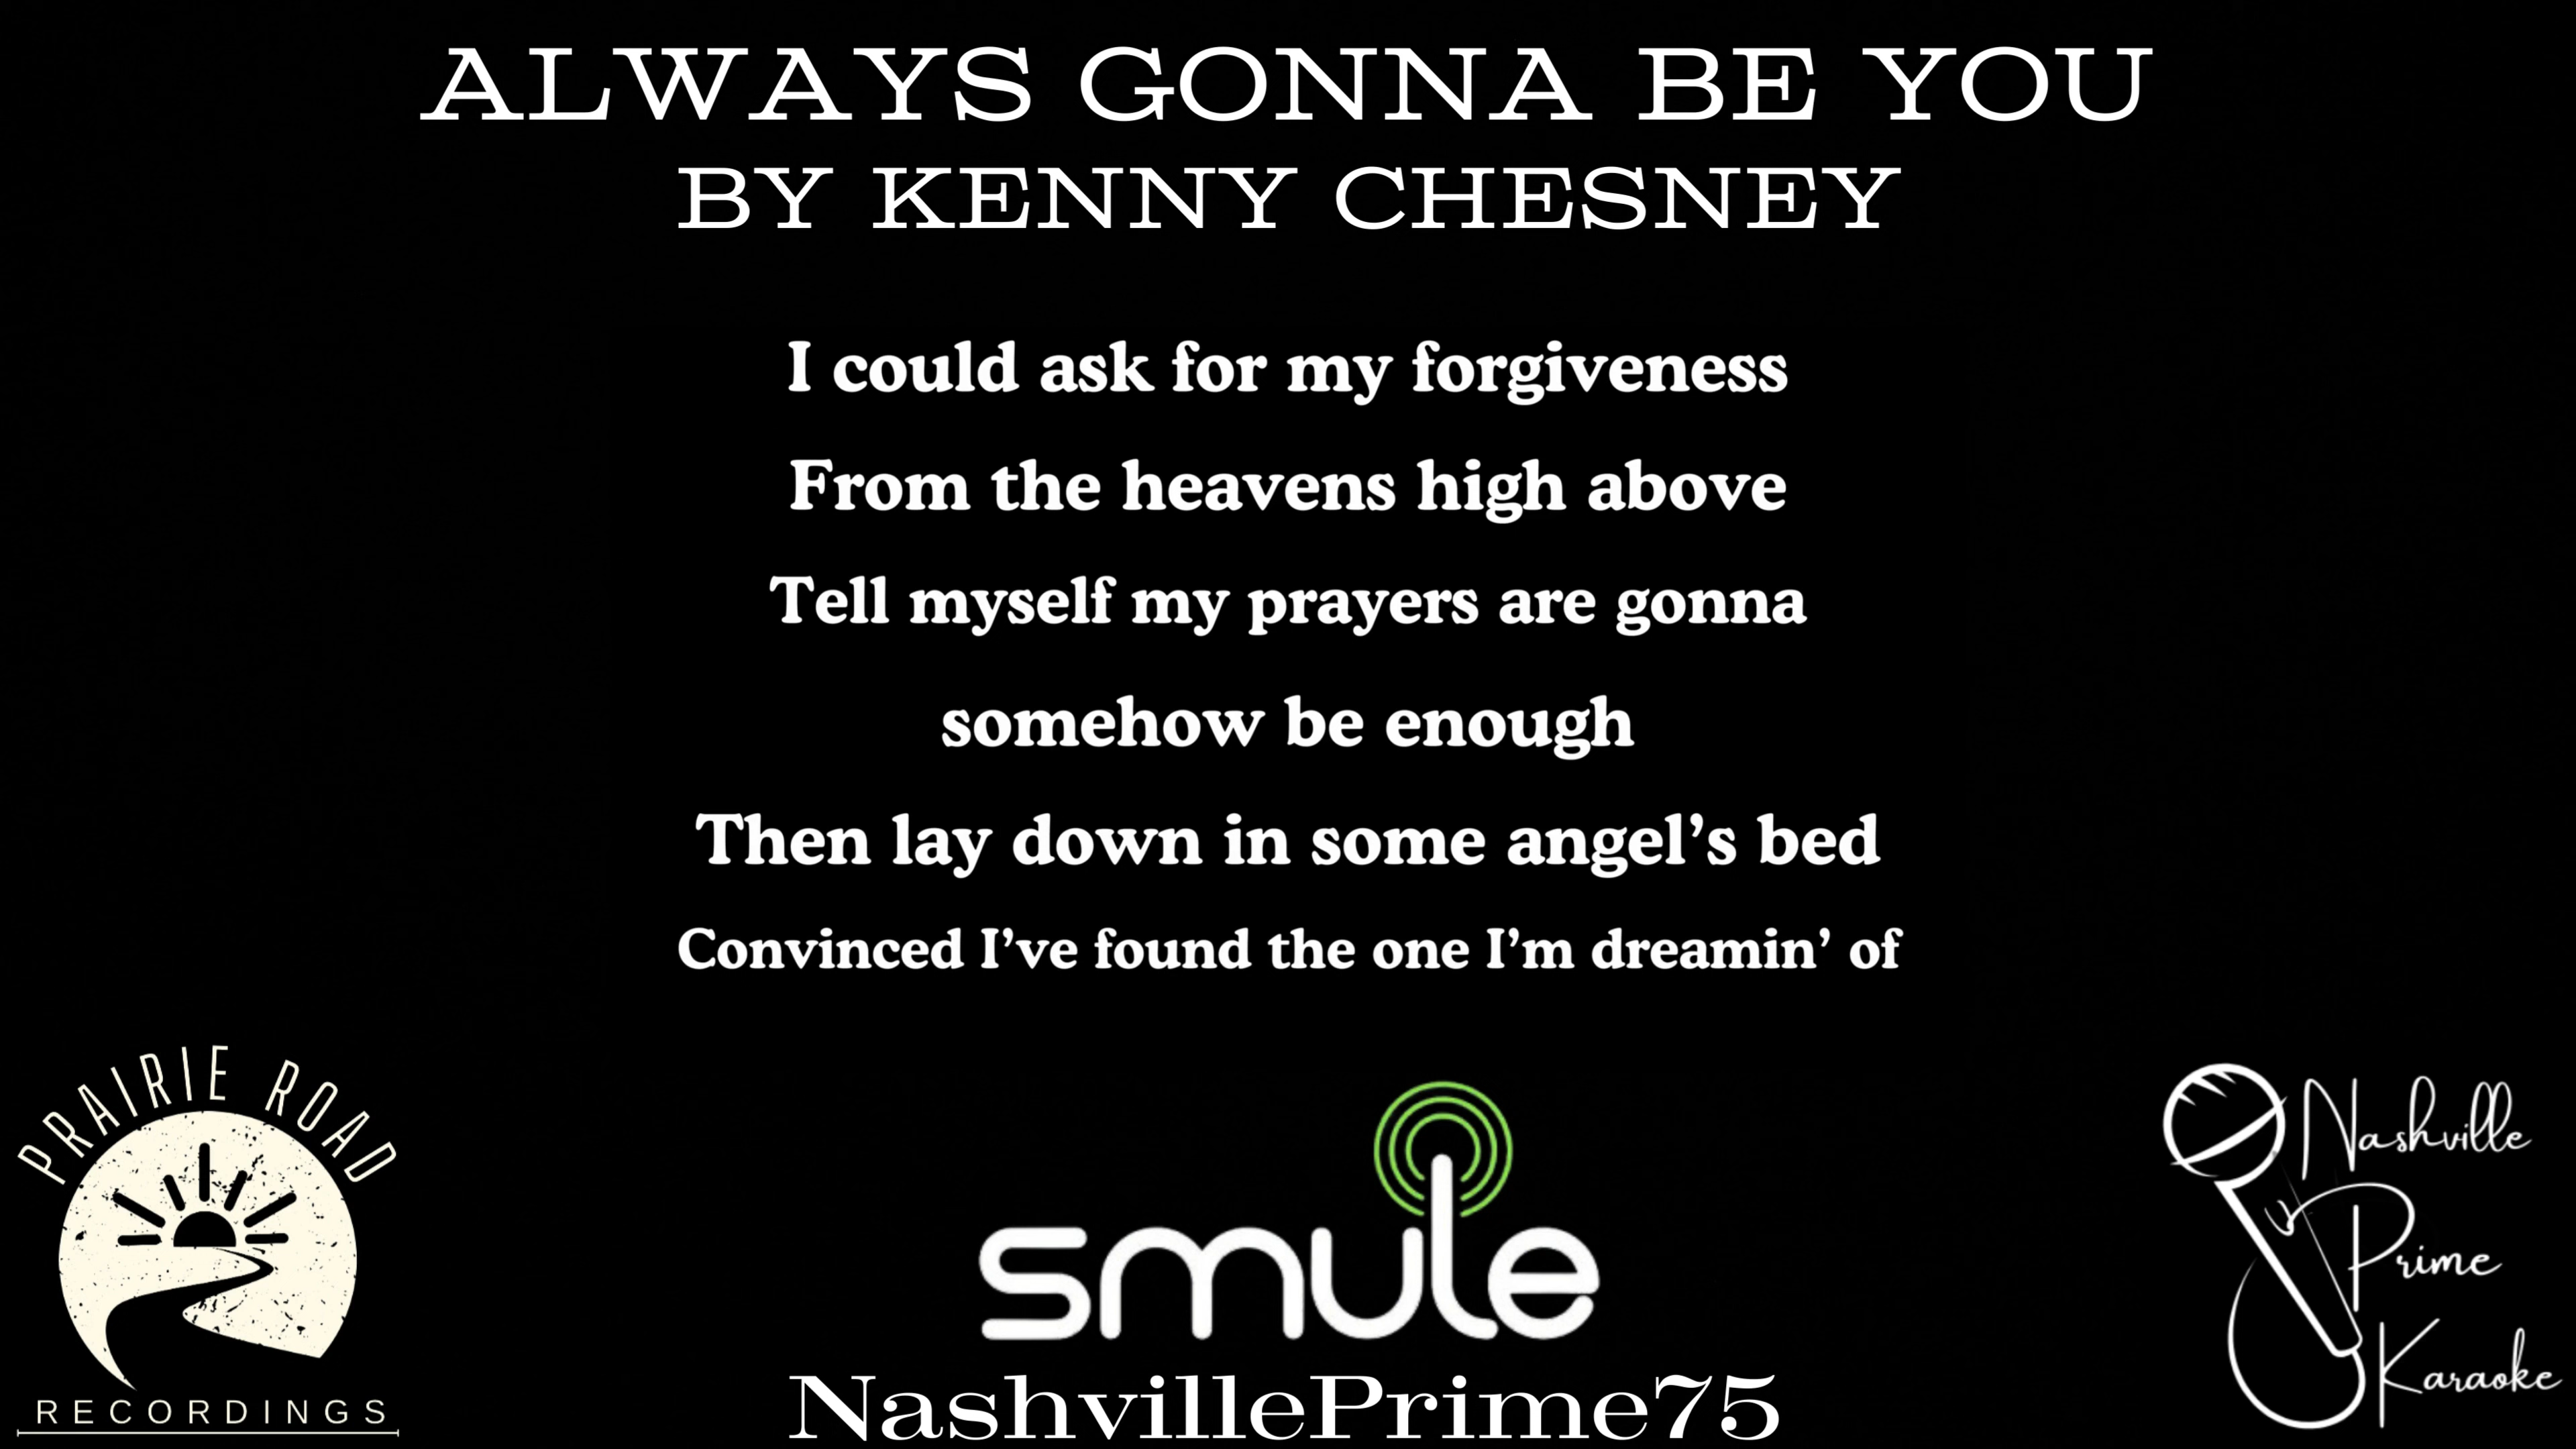 ALWAYS GONNA BE YOU
BY KENNY CHESNEY
I could ask for my forgiveness
From the heavens high above
Tell myself my prayers are gonna
somehow be enough
Then lay down in some angel’s bed
Convinced I’ve found the one I’m dreamin’ of
PRAIRIE ROAD
RECORDINGS
smule
NashvillePrime75
Nashville
Prime
Karaoke